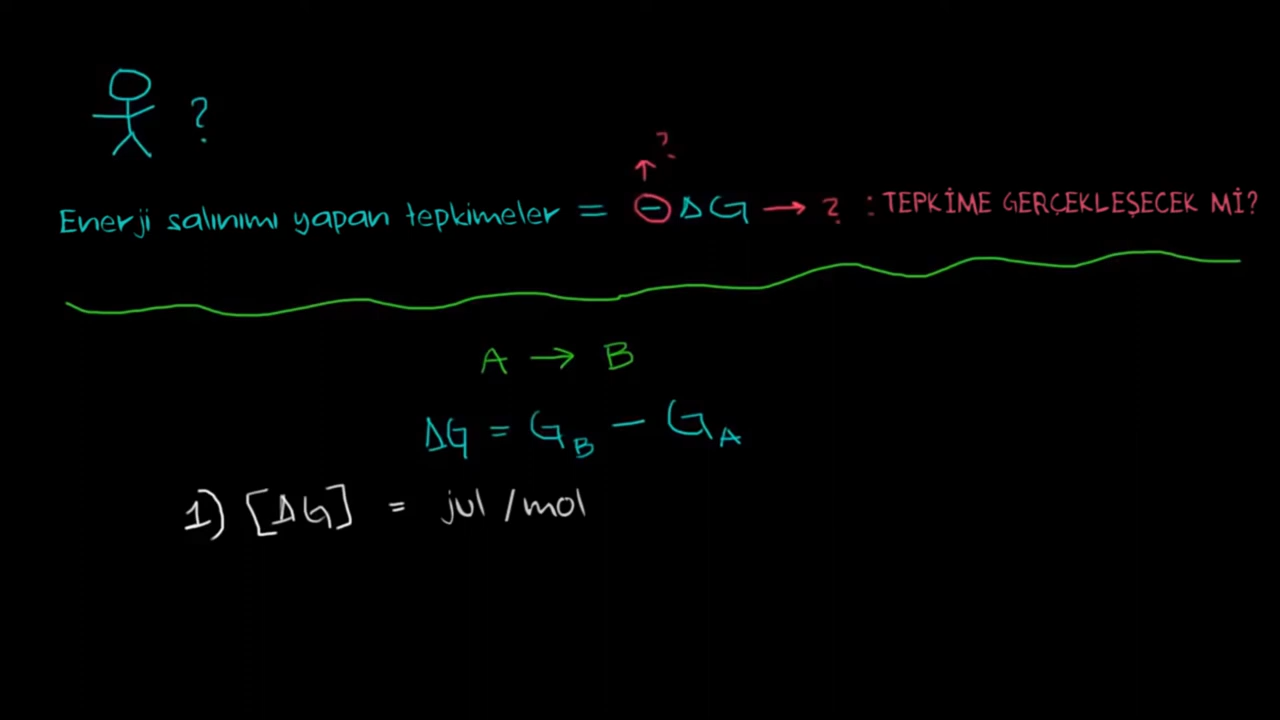 ?
?
Enerji salınımı yapan tepkimeler = -ΔG → ? : TEPKİME GERÇEKLEŞECEK Mİ?
A → B
ΔG = G_B - G_A
1) [ΔG] = jul /mol